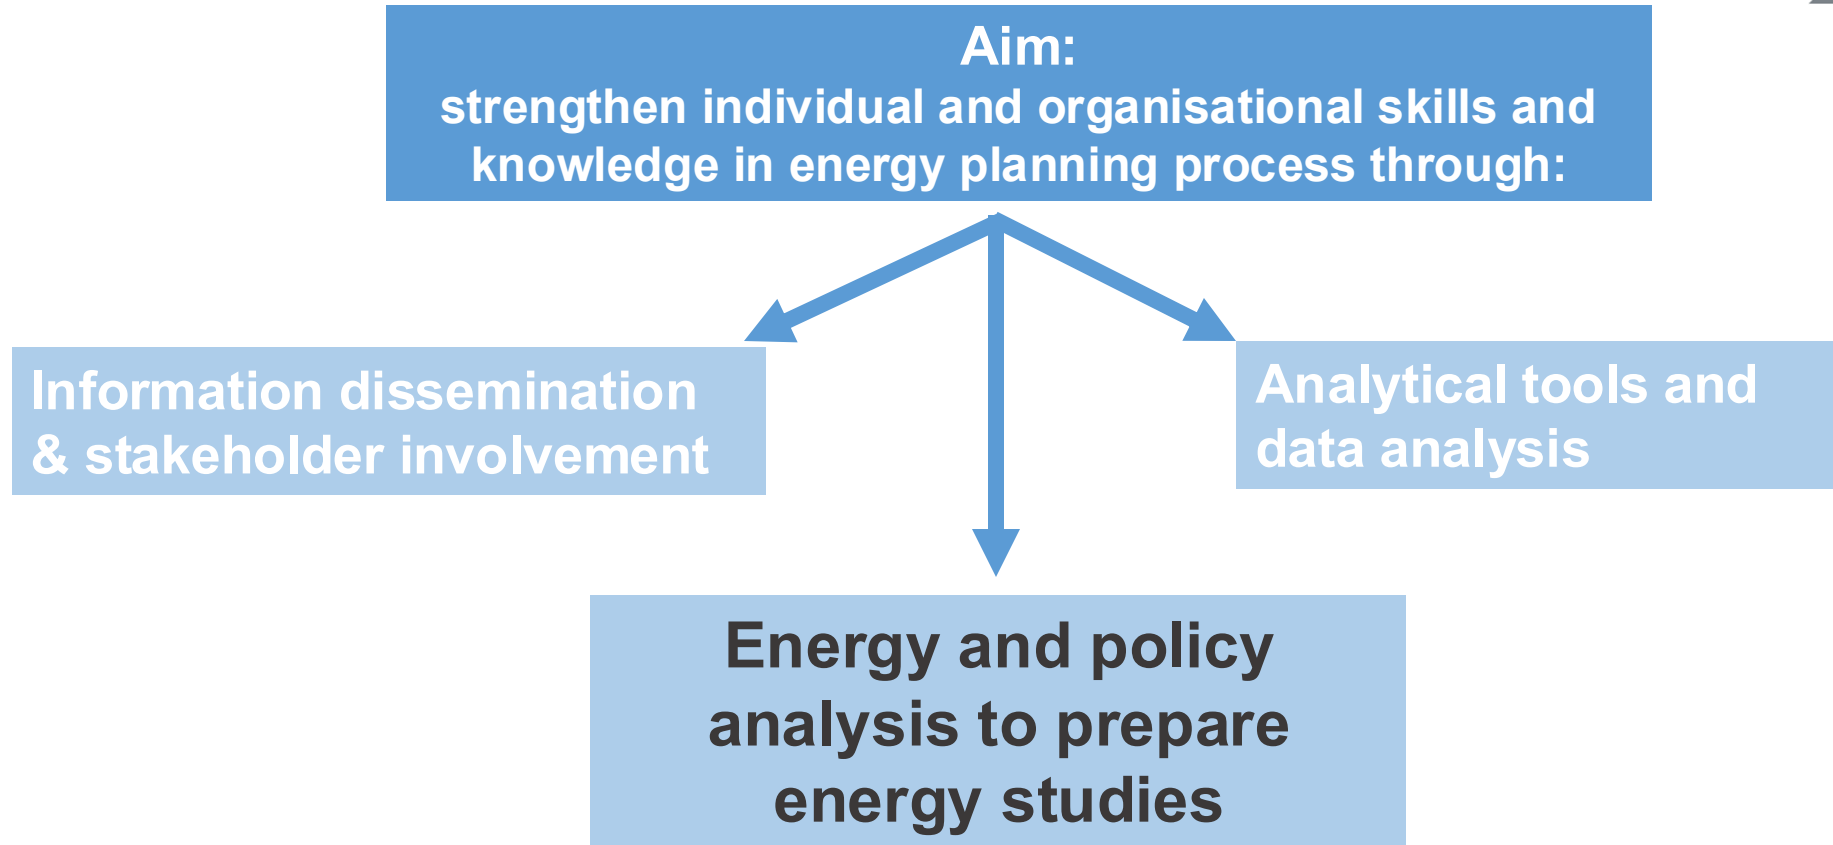 Aim:
strengthen individual and organisational skills and
knowledge in energy planning process through:
Information dissemination
& stakeholder involvement
Analytical tools and
data analysis
Energy and policy
analysis to prepare
energy studies